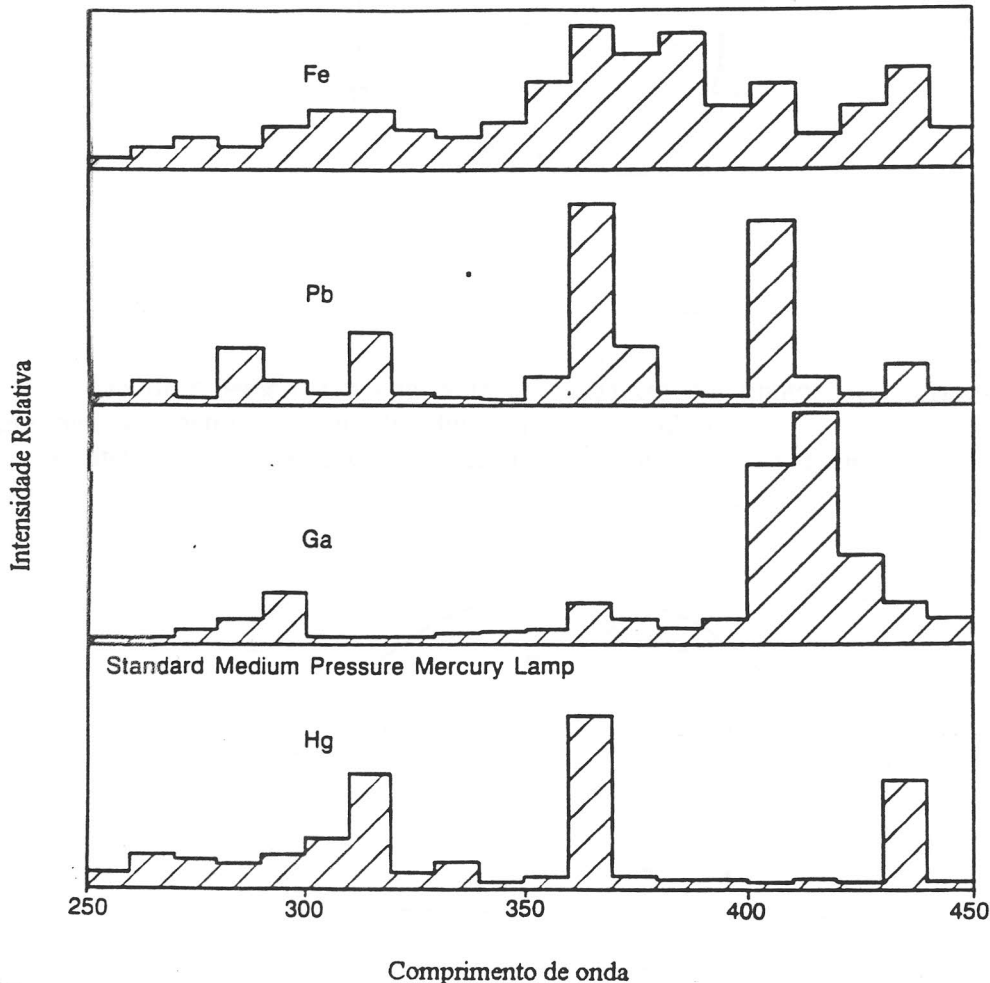 Fe
Pb
Ga
Standard Medium Pressure Mercury Lamp
Hg
250
300
350
400
450
Intensidade Relativa
Comprimento de onda